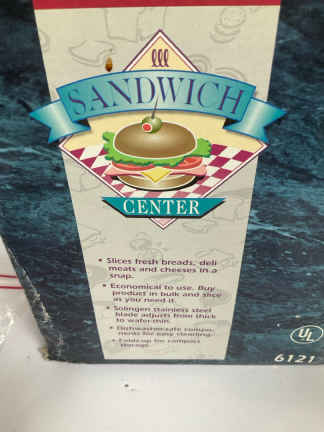 SANDWICH
CENTER
• Slices fresh breads, deli
meats and cheeses in a
snap.
• Economical to use. Buy
product in bulk and slice
as you need it.
• Solingen stainless steel
blade adjusts from thick
to wafer-thin.
• Dishwasher-safe compo-
nents for easy cleaning.
• Folds up for compact
storage.
UL
6121